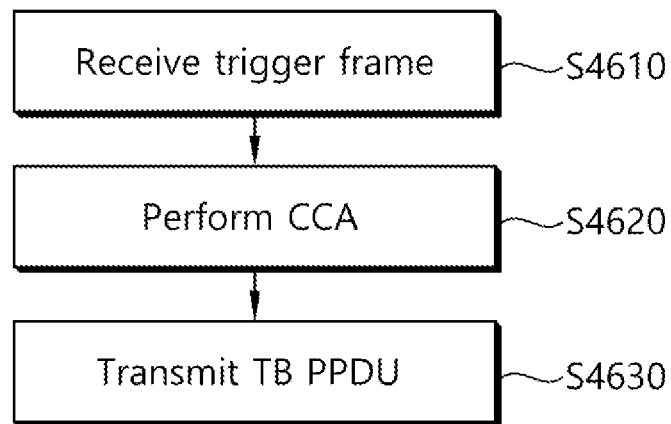 Receive trigger frame
S4610
Perform CCA
S4620
Transmit TB PPDU
S4630